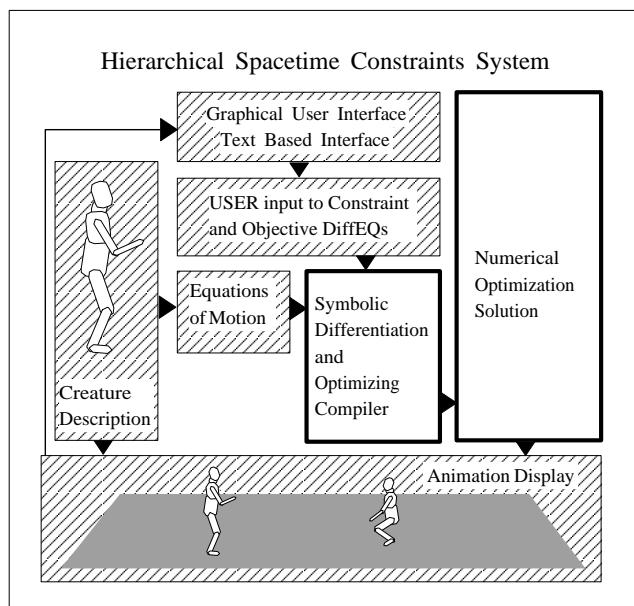 Hierarchical Spacetime Constraints System
Graphical User Interface
Text Based Interface
USER input to Constraint
and Objective DiffEQs
Equations
of Motion
Symbolic
Differentiation
and
Optimizing
Compiler
Numerical
Optimization
Solution
Creature
Description
Animation Display